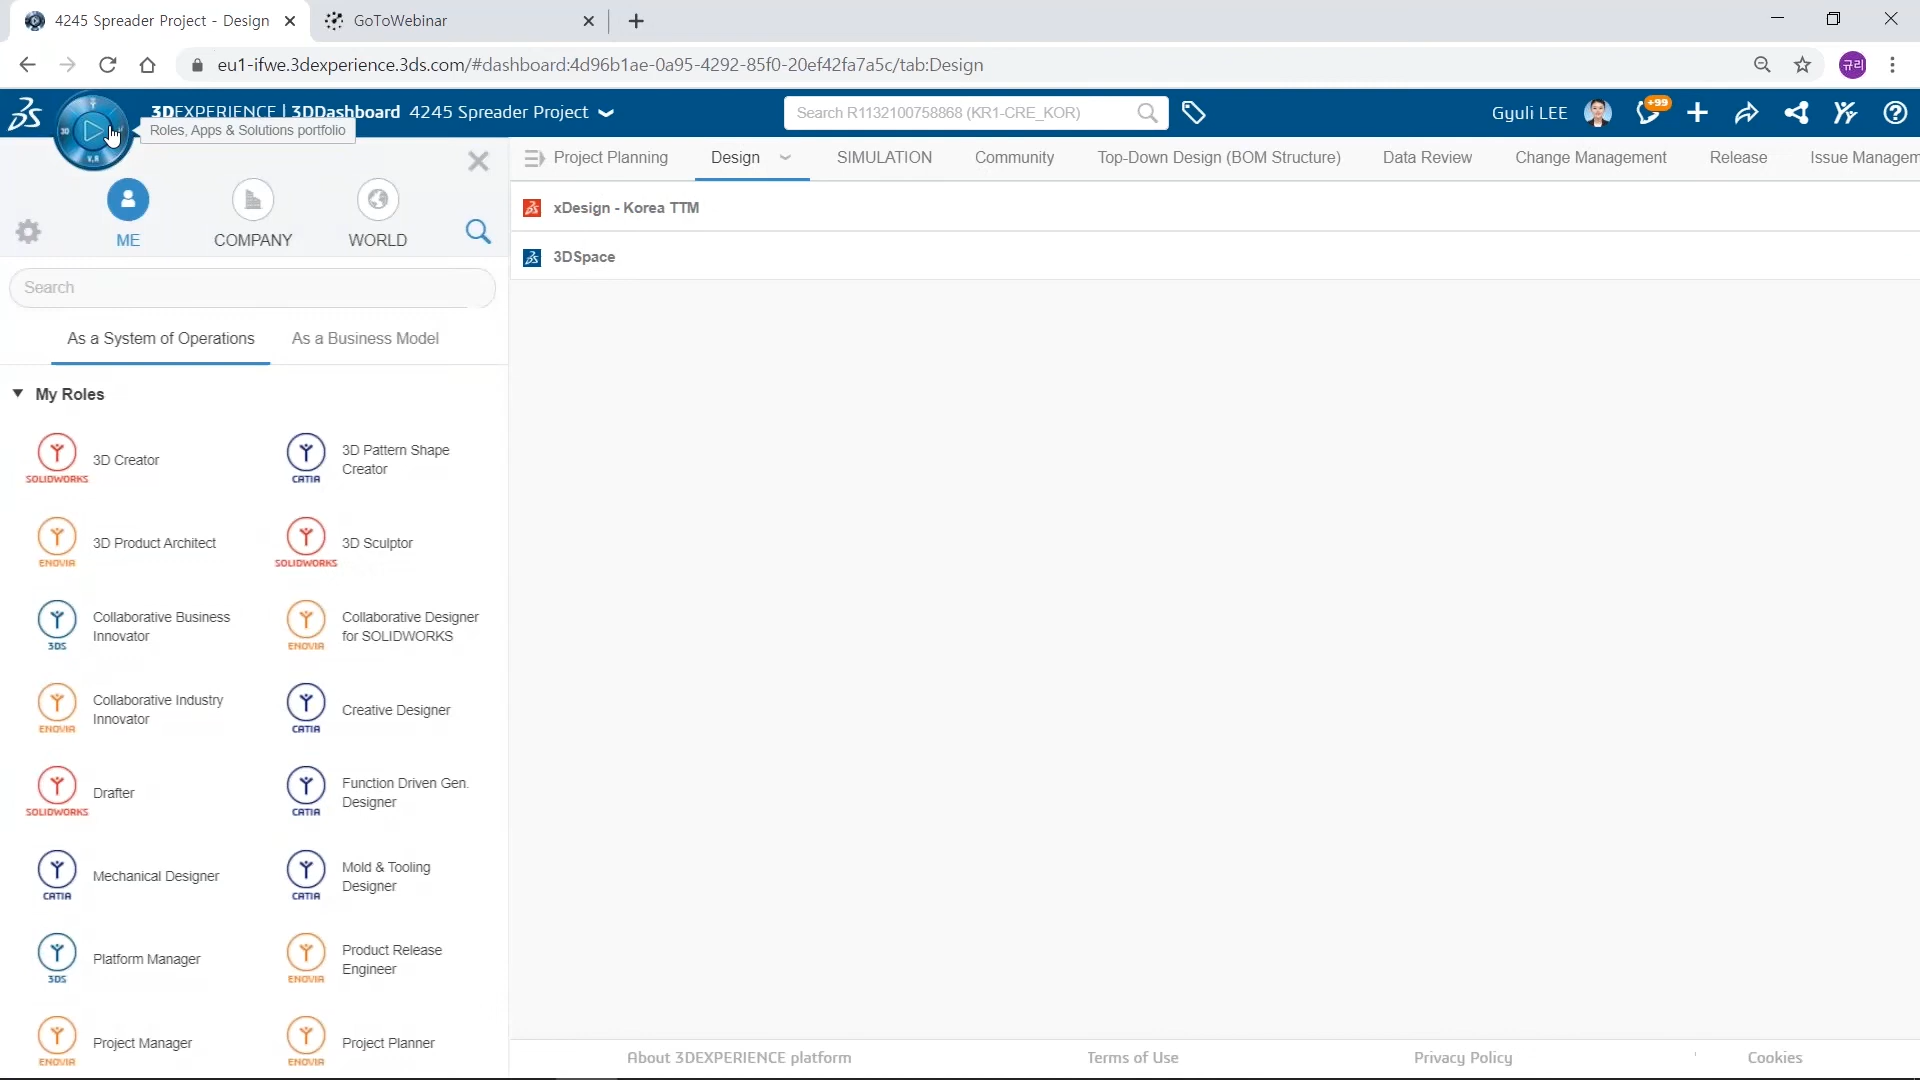 4245 Spreader Project - Design
GoToWebinar
eu1-ifwe.3dexperience.3ds.com/#dashboard:4d96b1ae-0a95-4292-85f0-20ef42fa7a5c/tab:Design
규리
3DEXPERIENCE | 3DDashboard 4245 Spreader Project
Search R1132100758868 (KR1-CRE_KOR)
Gyuli LEE
+99
3D
V.R
Roles, Apps & Solutions portfolio
Project Planning
Design
SIMULATION
Community
Top-Down Design (BOM Structure)
Data Review
Change Management
Release
Issue Managem
ME
COMPANY
WORLD
xDesign - Korea TTM
3DSpace
Search
As a System of Operations
As a Business Model
My Roles
SOLIDWORKS
3D Creator
CATIA
3D Pattern Shape
Creator
ENOVIA
3D Product Architect
SOLIDWORKS
3D Sculptor
3DS
Collaborative Business
Innovator
ENOVIA
Collaborative Designer
for SOLIDWORKS
ENOVIA
Collaborative Industry
Innovator
CATIA
Creative Designer
SOLIDWORKS
Drafter
CATIA
Function Driven Gen.
Designer
CATIA
Mechanical Designer
CATIA
Mold & Tooling
Designer
3DS
Platform Manager
ENOVIA
Product Release
Engineer
ENOVIA
Project Manager
ENOVIA
Project Planner
About 3DEXPERIENCE platform
Terms of Use
Privacy Policy
Cookies